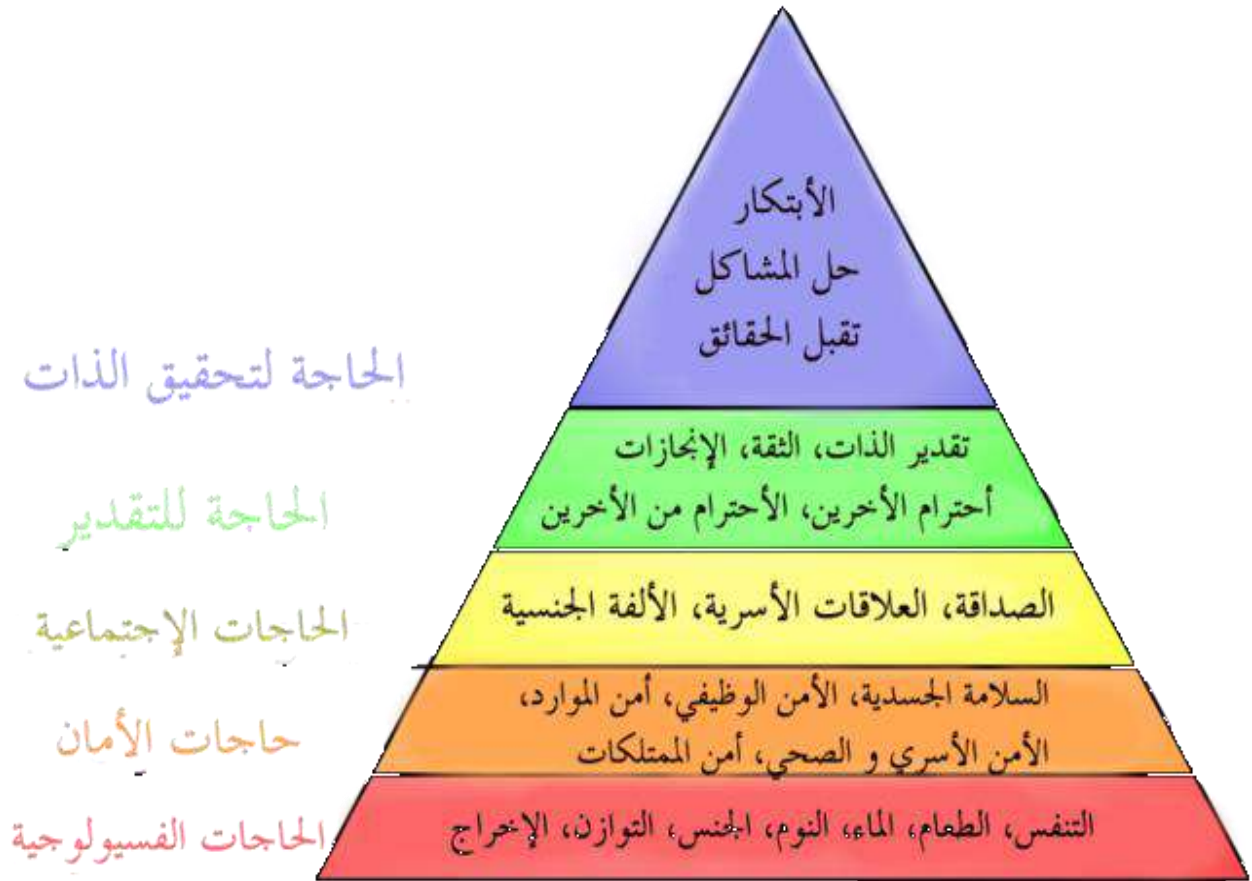 الأبتكار
حل المشاكل
تقبل الحقائق
الحاجة لتحقيق الذات
تقدير الذات، الثقة، الإنجازات
أحترام الأخرين، الأحترام من الأخرين
الحاجة للتقدير
الصداقة، العلاقات الأسرية، الألفة الجنسية
الحاجات الإجتماعية
السلامة الجسدية، الأمن الوظيفي، أمن الموارد،
الأمن الأسري و الصحي، أمن الممتلكات
حاجات الأمان
التنفس، الطعام، الماء، النوم، الجنس، التوازن، الإخراج
الحاجات الفسيولوجية